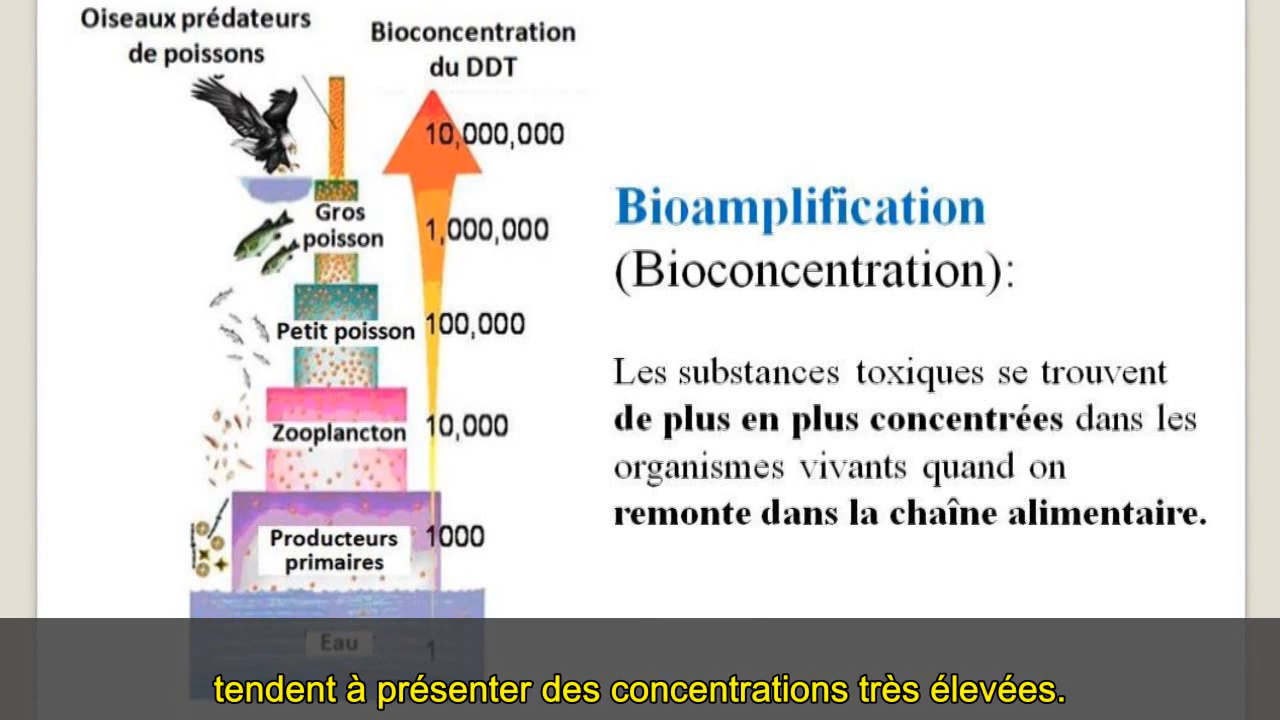 Oiseaux prédateurs
de poissons
Bioconcentration
du DDT
10,000,000
Gros
poisson
1,000,000
Petit poisson
100,000
Zooplancton
10,000
Producteurs
primaires
1000
Eau
1
Bioamplification
(Bioconcentration):
Les substances toxiques se trouvent
de plus en plus concentrées dans les
organismes vivants quand on
remonte dans la chaîne alimentaire.
tendent à présenter des concentrations très élevées.